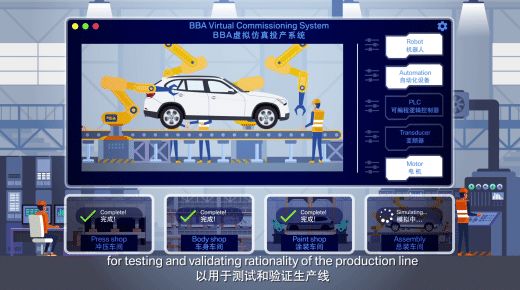 BBA Virtual Commissioning System
BBA虚拟仿真投产系统
Robot
机器人
Automation
自动化设备
PLC
可编程逻辑控制器
Transducer
变频器
Motor
电机
BBA
Complete!
完成!
Press shop
冲压车间
Complete!
完成!
Body shop
车身车间
Complete!
完成!
Paint shop
涂装车间
Simulating...
模拟中...
Assembly
总装车间
for testing and validating rationality of the production line
以用于测试和验证生产线